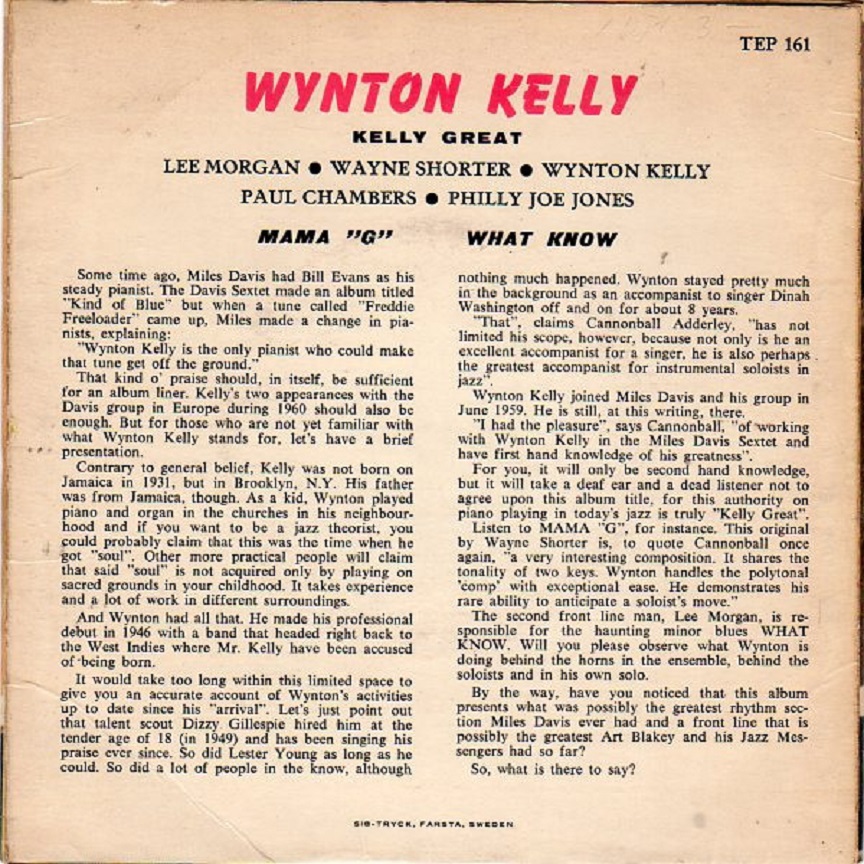 TEP 161
WYNTON KELLY
KELLY GREAT
LEE MORGAN ● WAYNE SHORTER ● WYNTON KELLY
PAUL CHAMBERS ● PHILLY JOE JONES
MAMA "G" WHAT KNOW
Some time ago, Miles Davis had Bill Evans as his
steady pianist. The Davis Sextet made an album titled
"Kind of Blue" but when a tune called "Freddie
Freeloader" came up, Miles made a change in pia-
nists, explaining:
"Wynton Kelly is the only pianist who could make
that tune get off the ground."
That kind o' praise should, in itself, be sufficient
for an album liner. Kelly's two appearances with the
Davis group in Europe during 1960 should also be
enough. But for those who are not yet familiar with
what Wynton Kelly stands for, let's have a brief
presentation.
Contrary to general belief, Kelly was not born on
Jamaica in 1931, but in Brooklyn, N.Y. His father
was from Jamaica, though. As a kid, Wynton played
piano and organ in the churches in his neighbour-
hood and if you want to be a jazz theorist, you
could probably claim that this was the time when he
got "soul". Other more practical people will claim
that said "soul" is not acquired only by playing on
sacred grounds in your childhood. It takes experience
and a lot of work in different surroundings.
And Wynton had all that. He made his professional
debut in 1946 with a band that headed right back to
the West Indies where Mr. Kelly have been accused
of being born.
It would take too long within this limited space to
give you an accurate account of Wynton's activities
up to date since his "arrival". Let's just point out
that talent scout Dizzy Gillespie hired him at the
tender age of 18 (in 1949) and has been singing his
praise ever since. So did Lester Young as long as he
could. So did a lot of people in the know, although
nothing much happened. Wynton stayed pretty much
in the background as an accompanist to singer Dinah
Washington off and on for about 8 years.
"That", claims Cannonball Adderley, "has not
limited his scope, however, because not only is he an
excellent accompanist for a singer, he is also perhaps
the greatest accompanist for instrumental soloists in
jazz".
Wynton Kelly joined Miles Davis and his group in
June 1959. He is still, at this writing, there.
"I had the pleasure", says Cannonball, "of working
with Wynton Kelly in the Miles Davis Sextet and
have first hand knowledge of his greatness".
For you, it will only be second hand knowledge,
but it will take a deaf ear and a dead listener not to
agree upon this album title, for this authority on
piano playing in today's jazz is truly "Kelly Great".
Listen to MAMA "G", for instance. This original
by Wayne Shorter is, to quote Cannonball once
again, "a very interesting composition. It shares the
tonality of two keys. Wynton handles the polytonal
'comp' with exceptional ease. He demonstrates his
rare ability to anticipate a soloist's move."
The second front line man, Lee Morgan, is re-
sponsible for the haunting minor blues WHAT
KNOW. Will you please observe what Wynton is
doing behind the horns in the ensemble, behind the
soloists and in his own solo.
By the way, have you noticed that this album
presents what was possibly the greatest rhythm sec-
tion Miles Davis ever had and a front line that is
possibly the greatest Art Blakey and his Jazz Mes-
sengers had so far?
So, what is there to say?
SIB-TRYCK, FARSTA, SWEDEN